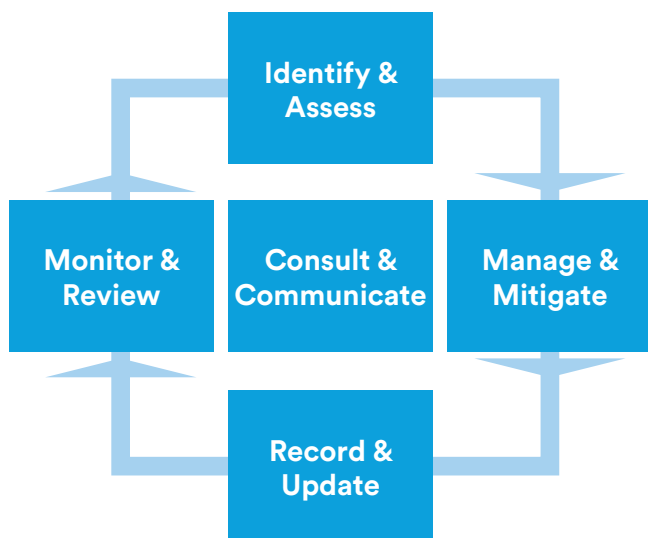 Identify &
Assess
Monitor &
Review
Consult &
Communicate
Manage &
Mitigate
Record &
Update